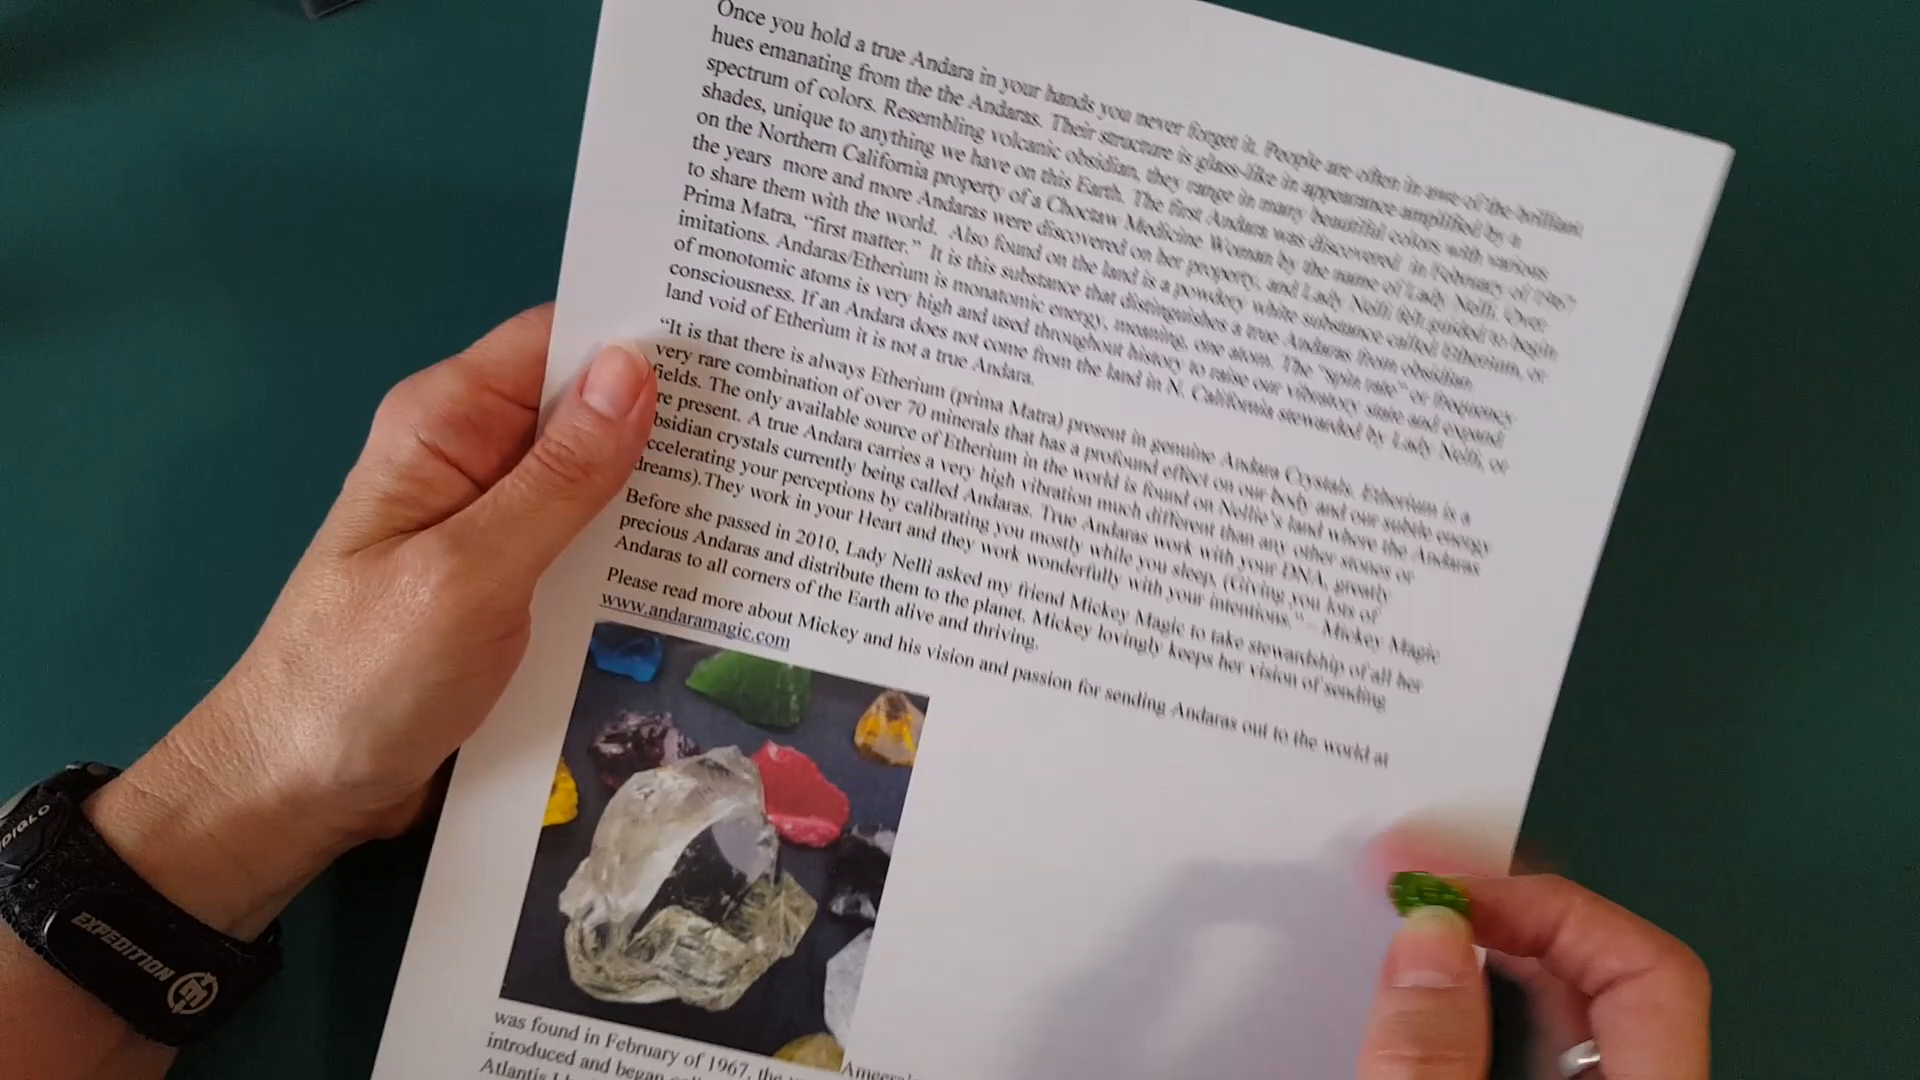 Once you hold a true Andara in your hands you never forget it. People are often in awe of the brilliant
hues emanating from the the Andaras. Their structure is glass-like in appearance amplified by a
spectrum of colors. Resembling volcanic obsidian, they range in many beautiful colors with various
shades, unique to anything we have on this Earth. The first Andara was discovered in February of 1967
on the Northern California property of a Choctaw Medicine Woman by the name of Lady Nelli. Over
the years more and more Andaras were discovered on her property, and Lady Nelli felt guided to begin
to share them with the world. Also found on the land is a powdery white substance called Etherium, or
Prima Matra, “first matter.” It is this substance that distinguishes a true Andaras from obsidian
imitations. Andaras/Etherium is monatomic energy, meaning, one atom. The “spin rate” or frequency
of monotomic atoms is very high and used throughout history to raise our vibratory state and expand
consciousness. If an Andara does not come from the land in N. California stewarded by Lady Nelli, or
land void of Etherium it is not a true Andara.
“It is that there is always Etherium (prima Matra) present in genuine Andara Crystals. Etherium is a
very rare combination of over 70 minerals that has a profound effect on our body and our subtle energy
fields. The only available source of Etherium in the world is found on Nellie's land where the Andaras
re present. A true Andara carries a very high vibration much different than any other stones or
bsidian crystals currently being called Andaras. True Andaras work with your DNA, greatly
ccelerating your perceptions by calibrating you mostly while you sleep, (Giving you lots of
dreams).They work in your Heart and they work wonderfully with your intentions.” – Mickey Magic
Before she passed in 2010, Lady Nelli asked my friend Mickey Magic to take stewardship of all her
precious Andaras and distribute them to the planet. Mickey lovingly keeps her vision of sending
Andaras to all corners of the Earth alive and thriving.
Please read more about Mickey and his vision and passion for sending Andaras out to the world at
www.andaramagic.com
was found in February of 1967, the
introduced and began
Atlantis
INDIGLO
EXPEDITION